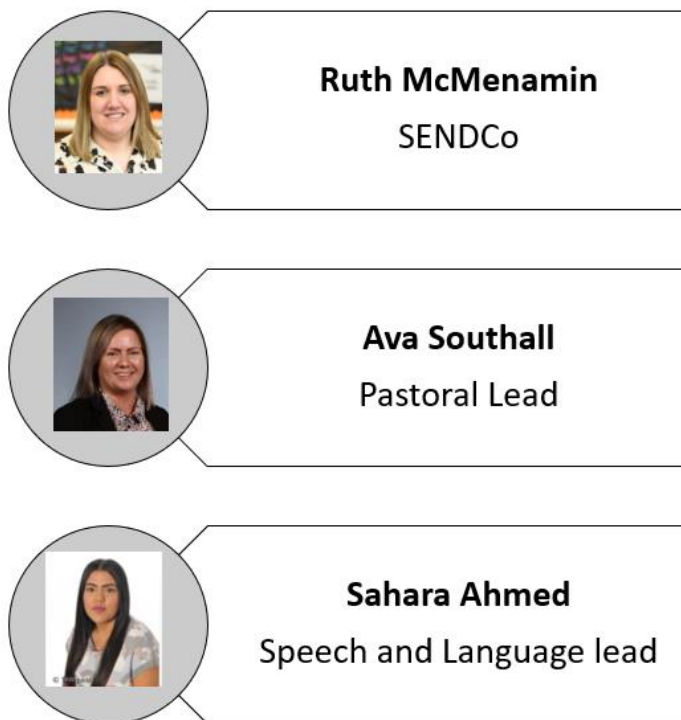 Ruth McMenamin
SENDCo
Ava Southall
Pastoral Lead
Sahara Ahmed
Speech and Language lead